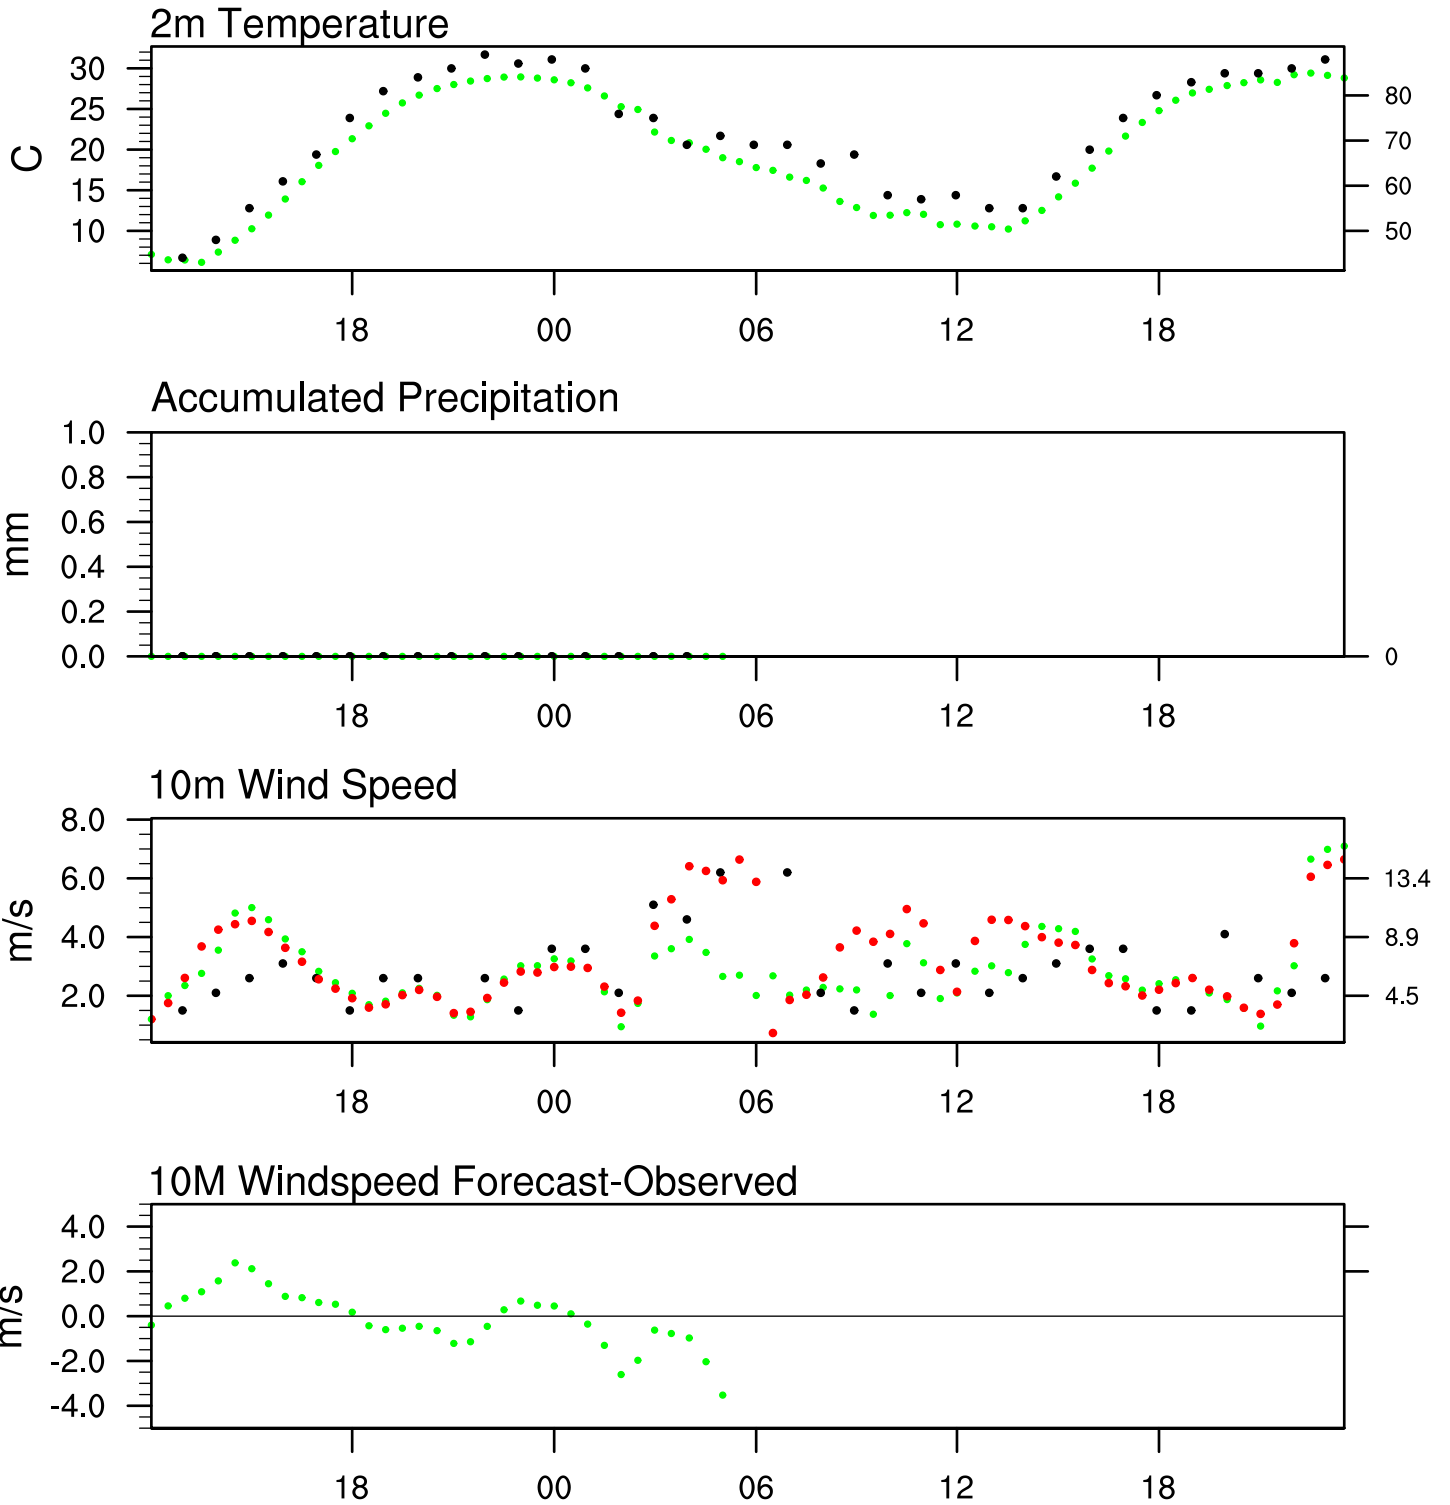 2m Temperature
30
25
20
15
10
C
80
70
60
50
18 00 06 12 18
Accumulated Precipitation
1.0
0.8
0.6
0.4
0.2
0.0
mm
0
18 00 06 12 18
10m Wind Speed
8.0
6.0
4.0
2.0
m/s
13.4
8.9
4.5
18 00 06 12 18
10M Windspeed Forecast-Observed
4.0
2.0
0.0
-2.0
-4.0
m/s
18 00 06 12 18